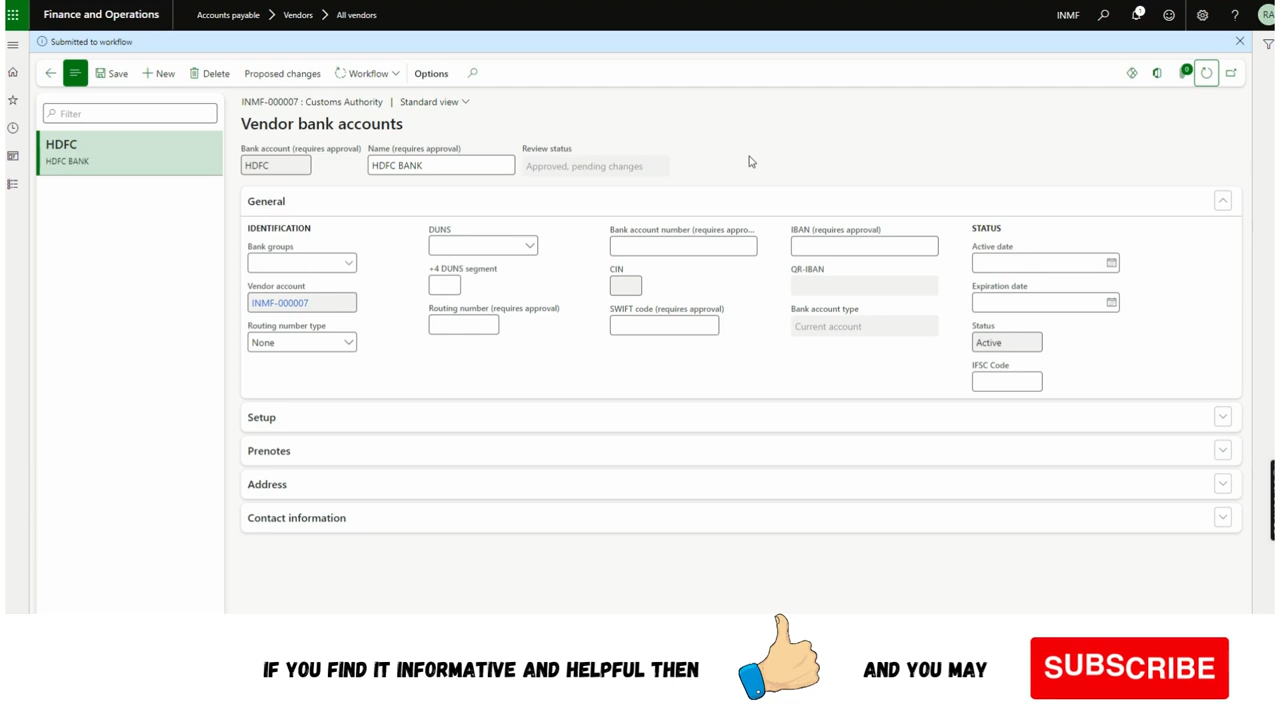 Finance and Operations
Accounts payable > Vendors > All vendors
INMF
1
?
RA
Submitted to workflow
Save
New
Delete
Proposed changes
Workflow
Options
0
Filter
HDFC
HDFC BANK
INMF-000007 : Customs Authority | Standard view
Vendor bank accounts
Bank account (requires approval)
Name (requires approval)
Review status
HDFC
HDFC BANK
Approved, pending changes
General
IDENTIFICATION
Bank groups
Vendor account
INMF-000007
Routing number type
None
DUNS
+4 DUNS segment
Routing number (requires approval)
Bank account number (requires appro...
CIN
SWIFT code (requires approval)
IBAN (requires approval)
QR-IBAN
Bank account type
Current account
STATUS
Active date
Expiration date
Status
Active
IFSC Code
Setup
Prenotes
Address
Contact information
IF YOU FIND IT INFORMATIVE AND HELPFUL THEN
AND YOU MAY
SUBSCRIBE